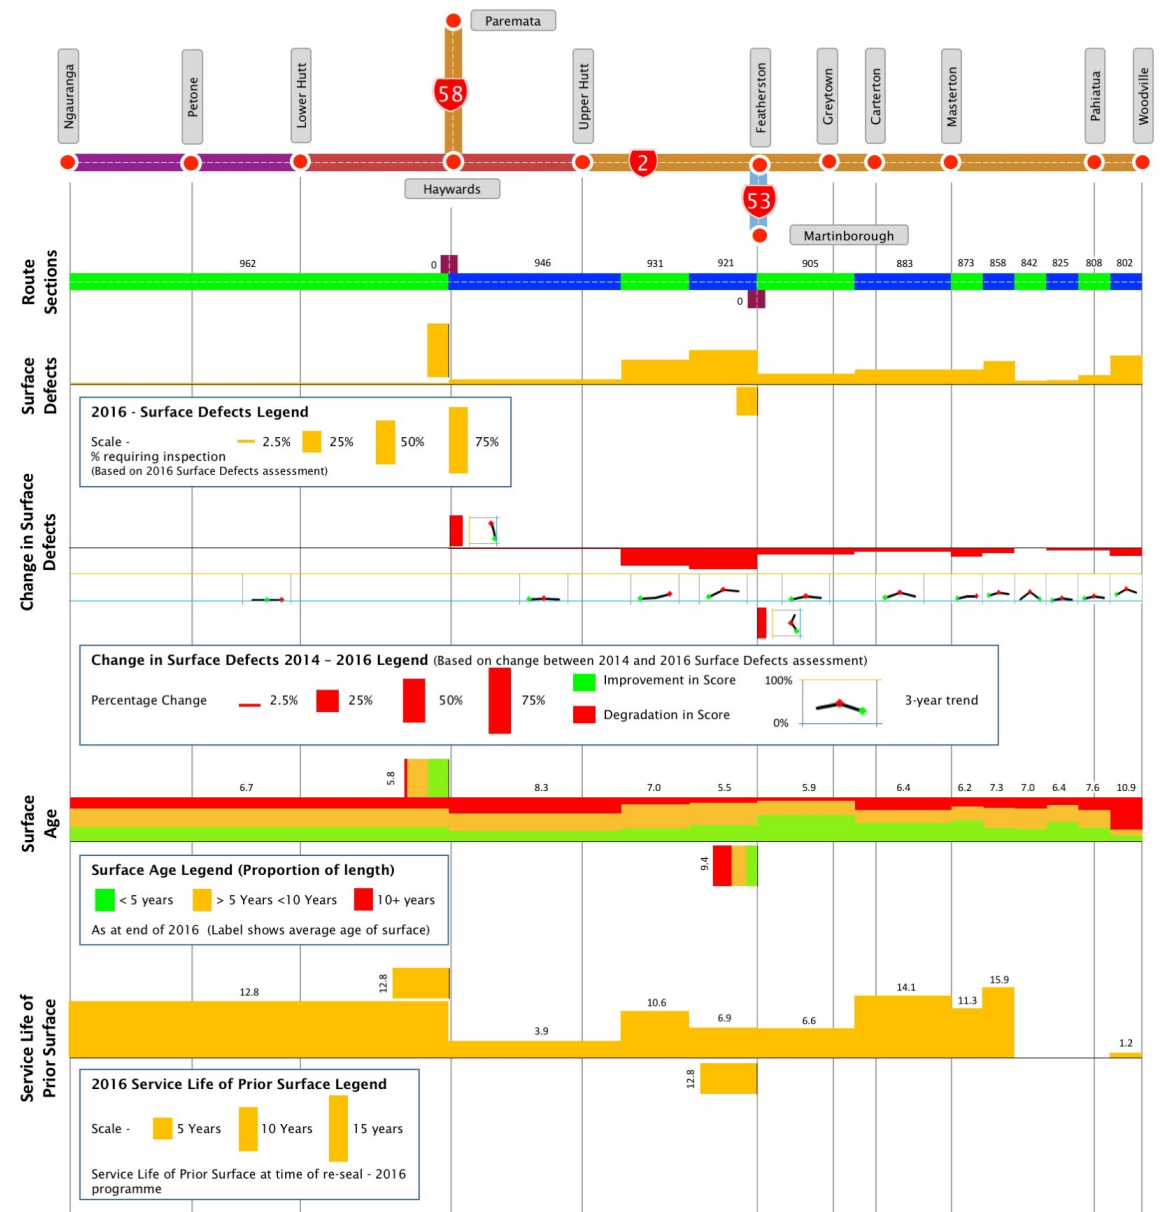 Paremata
Ngauranga
Petone
Lower Hutt
58
Upper Hutt
Featherston
Greytown
Carterton
Masterton
Pahiatua
Woodville
2
Haywards
53
Martinborough
Route
Sections
962
0
946
931
921
905
883
873
858
842
825
808
802
0
Surface
Defects
2016 - Surface Defects Legend
Scale -
% requiring inspection
(Based on 2016 Surface Defects assessment)
2.5%
25%
50%
75%
Change in Surface
Defects
Change in Surface Defects 2014 – 2016 Legend (Based on change between 2014 and 2016 Surface Defects assessment)
Percentage Change
2.5%
25%
50%
75%
Improvement in Score
Degradation in Score
100%
0%
3-year trend
Surface
Age
6.7
5.8
8.3
7.0
5.5
5.9
6.4
6.2
7.3
7.0
6.4
7.6
10.9
9.4
Surface Age Legend (Proportion of length)
< 5 years
> 5 Years <10 Years
10+ years
As at end of 2016 (Label shows average age of surface)
Service Life of
Prior Surface
12.8
12.8
3.9
10.6
6.9
6.6
14.1
11.3
15.9
1.2
12.8
2016 Service Life of Prior Surface Legend
Scale -
5 Years
10 Years
15 years
Service Life of Prior Surface at time of re-seal - 2016
programme